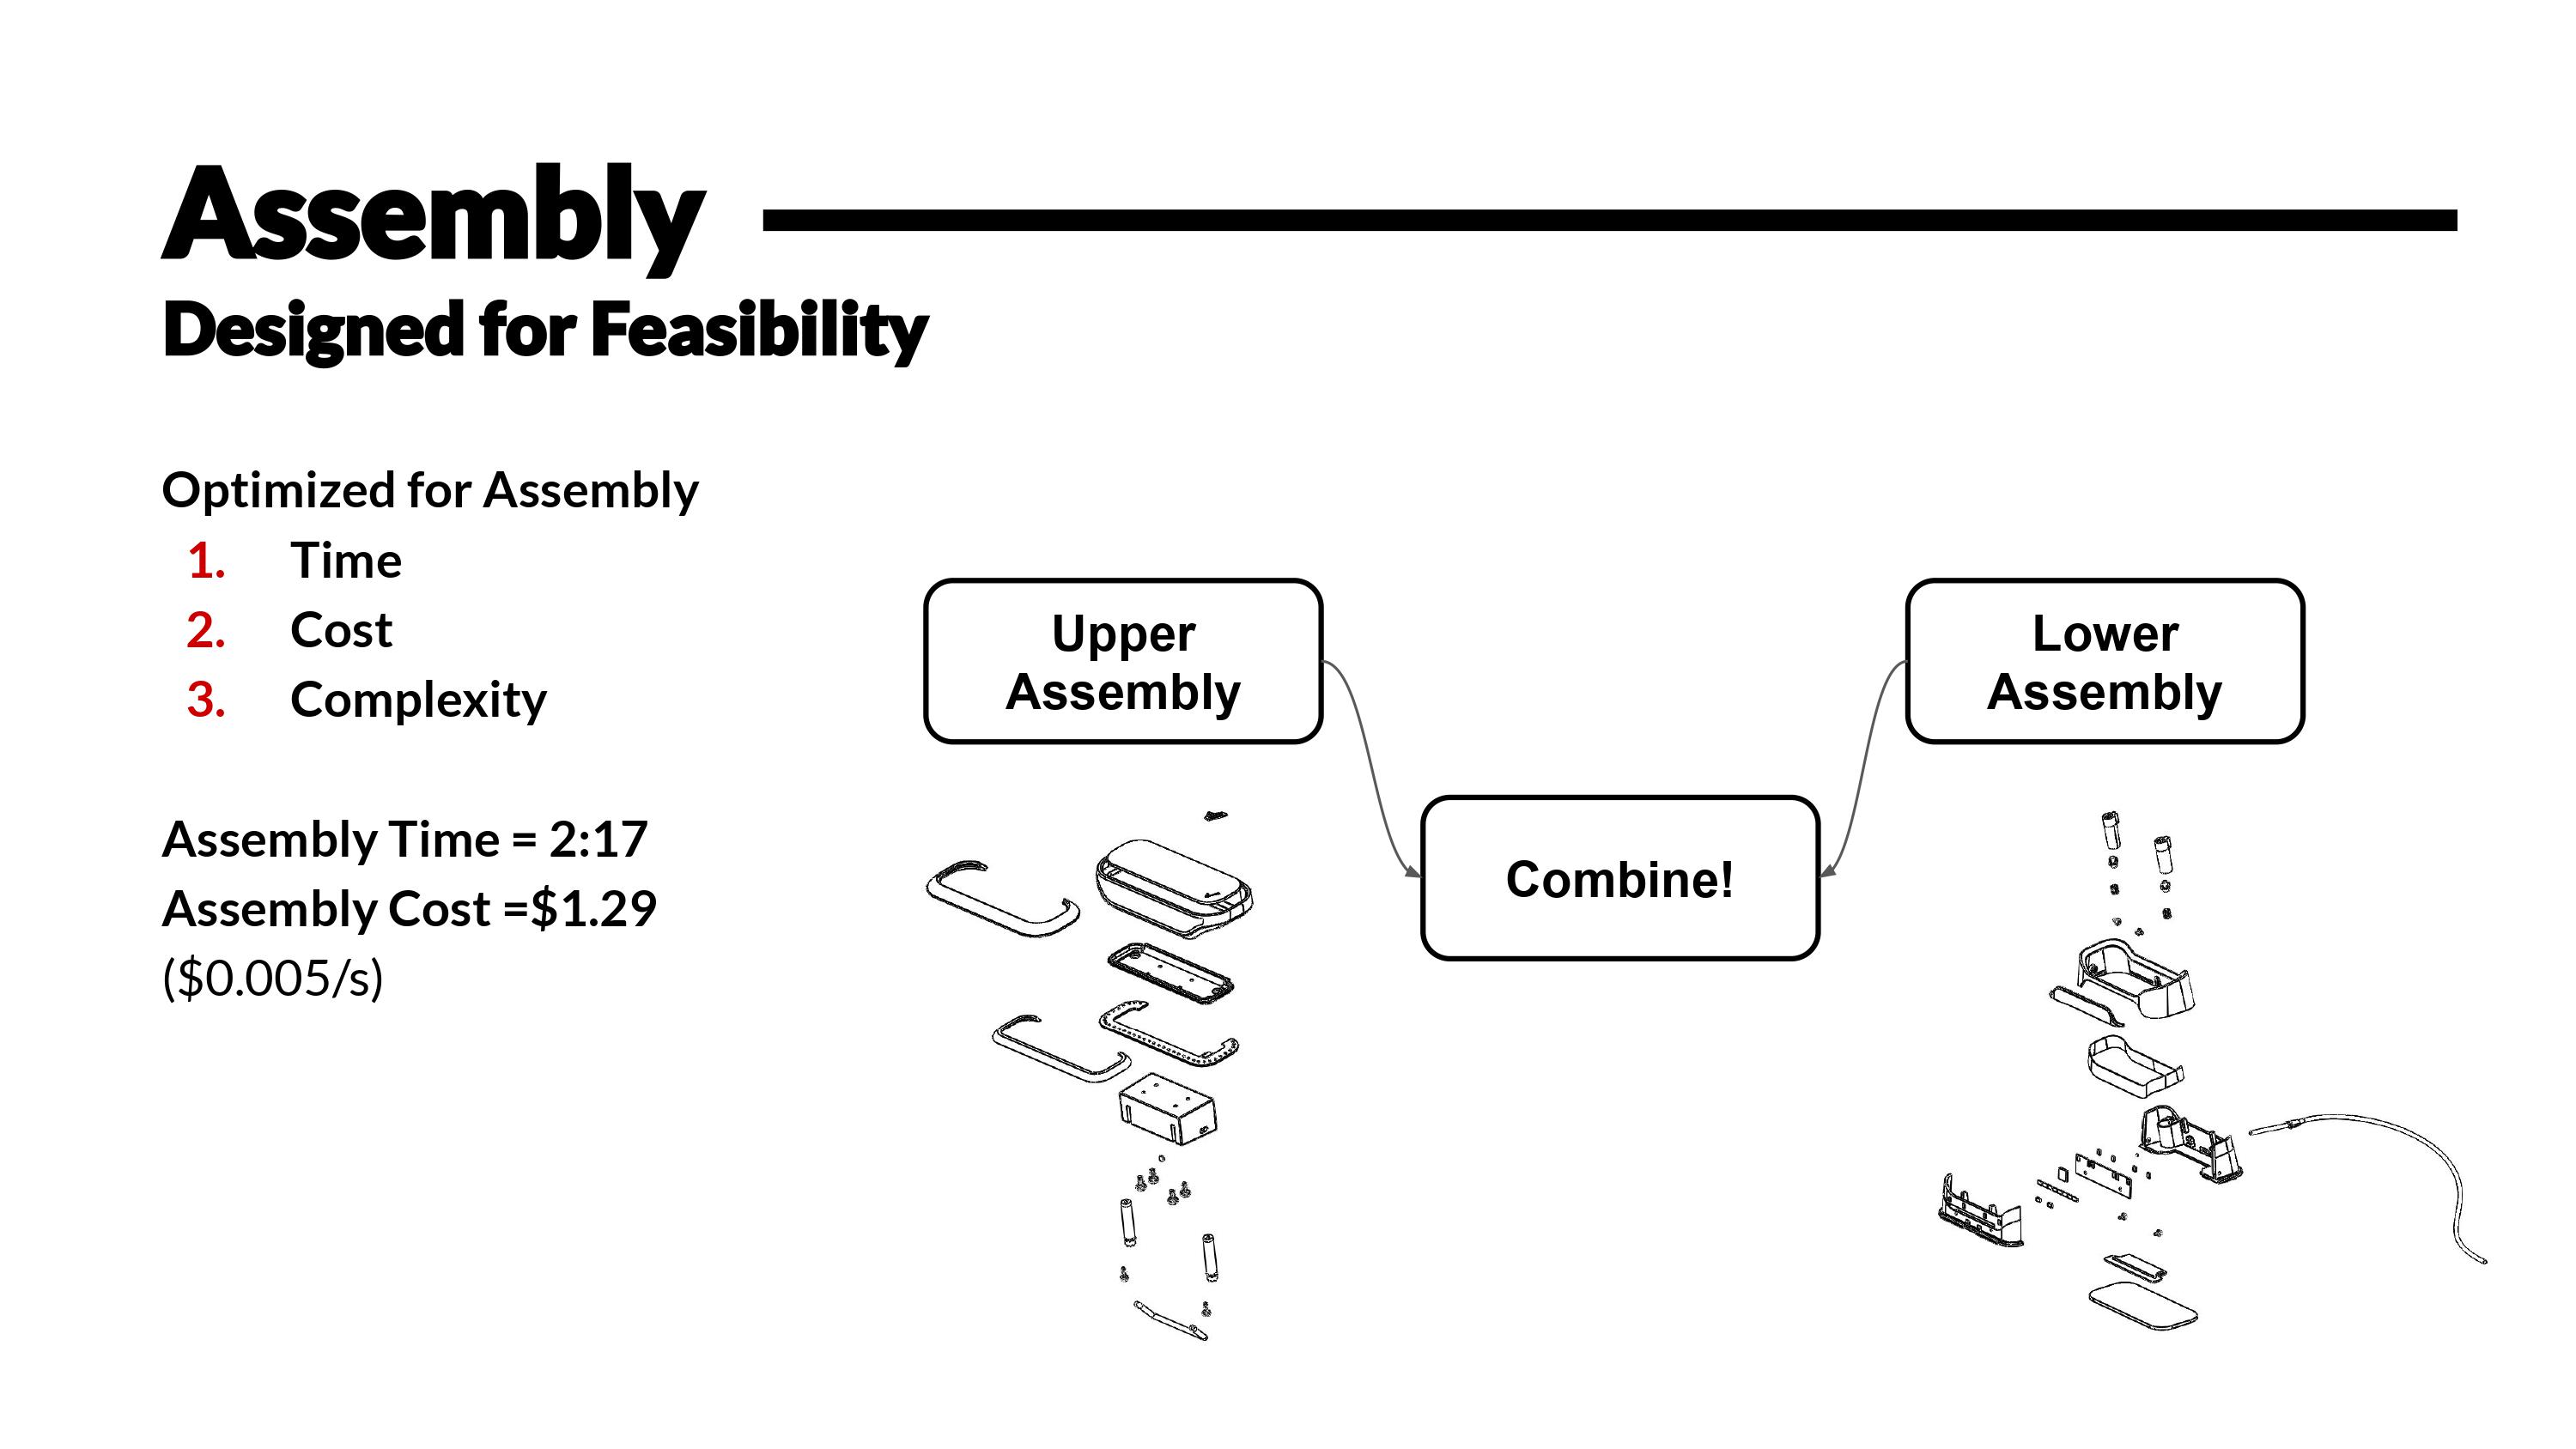 Assembly
Designed for Feasibility
Optimized for Assembly
1. Time
2. Cost
3. Complexity
Assembly Time = 2:17
Assembly Cost =$1.29
($0.005/s)
Upper
Assembly
Lower
Assembly
Combine!